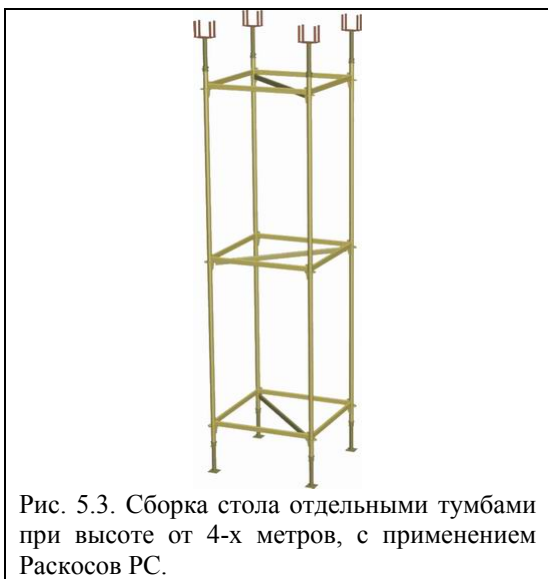 Рис. 5.3. Сборка стола отдельными тумбами
при высоте от 4-х метров, с применением
Раскосов РС.